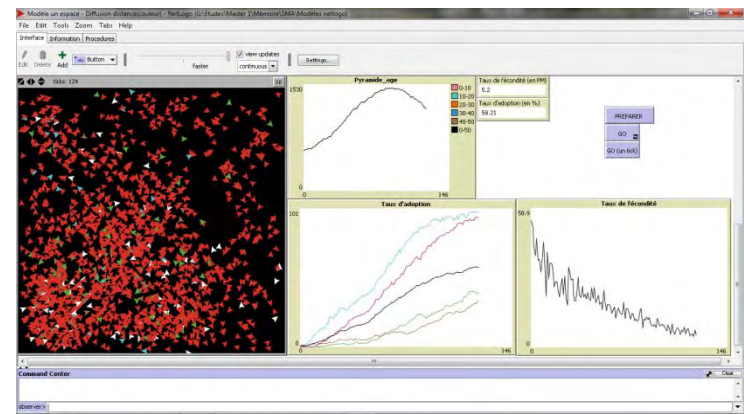 Modèle un espace - Diffusion distance(couleur) - NetLogo {G:\Etudes\Master 1\Mémoire\SMA\Modèles netlogo}
File Edit Tools Zoom Tabs Help
Interface Information Procedures
Edit Delete Add
Button
faster
view updates
continuous
Settings...
ticks: 124
3D
Pyramide_age
1530
0
0
146
0-10
10-20
20-30
30-40
40-50
0-50
Taux de fécondité (en PM)
5.2
Taux d'adoption (en %)
58.21
PREPARER
GO
GO (un tick)
Taux d'adoption
101
0
0
146
Taux de fécondité
58.9
0
0
146
Command Center
Clear
observer>